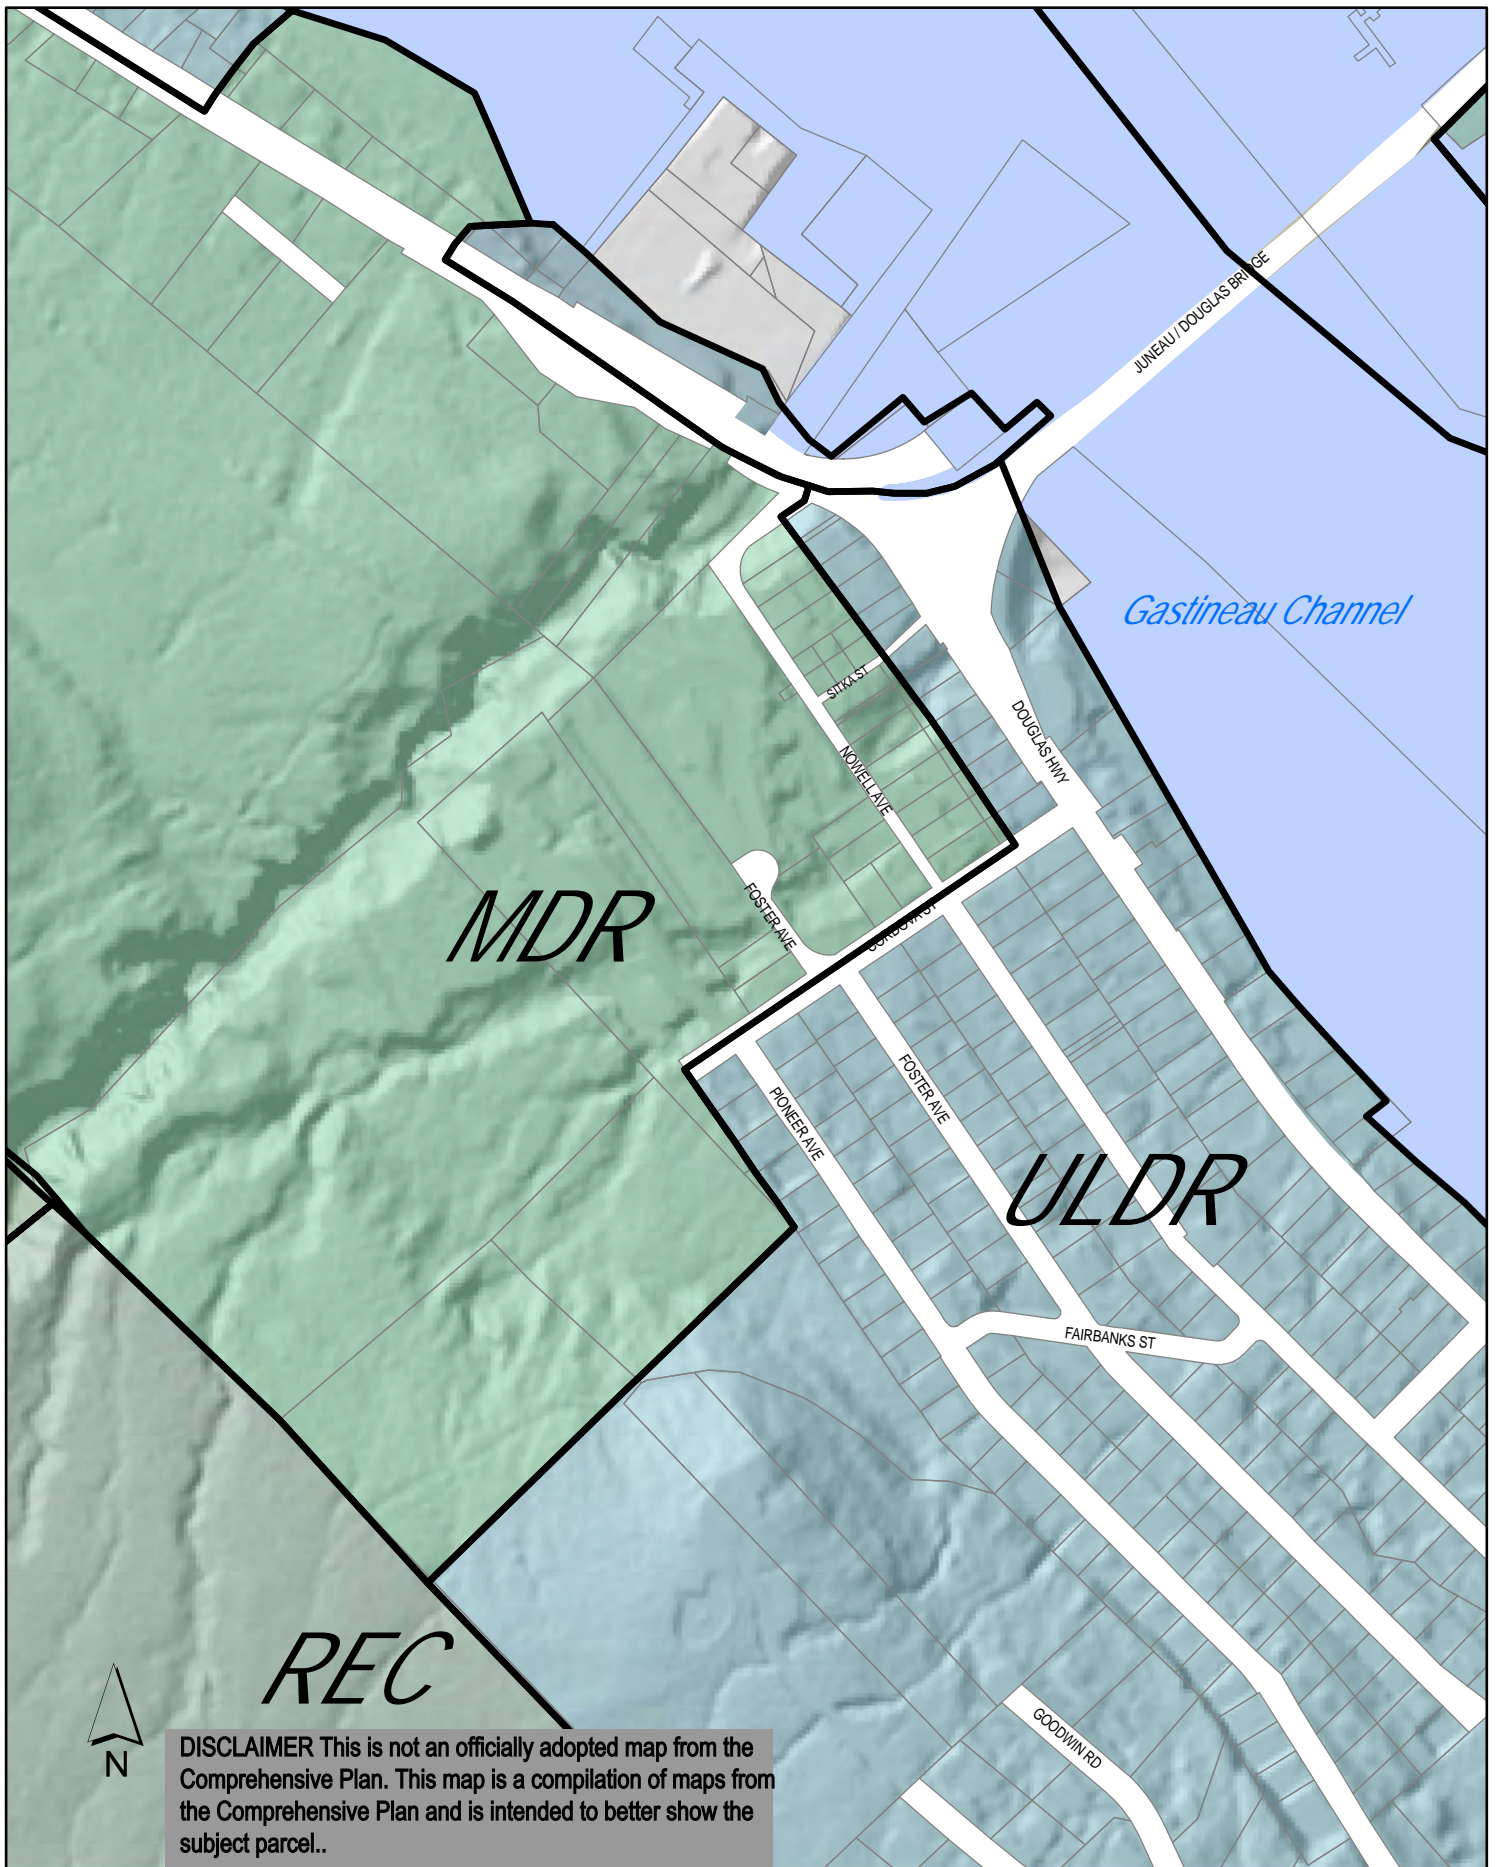 JUNEAU / DOUGLAS BRIDGE
Gastineau Channel
SITKA ST
DOUGLAS HWY
NOWELL AVE
MDR
FOSTER AVE
CORDOVA ST
FOSTER AVE
PIONEER AVE
ULDR
FAIRBANKS ST
REC
GOODWIN RD
N
DISCLAIMER This is not an officially adopted map from the
Comprehensive Plan. This map is a compilation of maps from
the Comprehensive Plan and is intended to better show the
subject parcel..